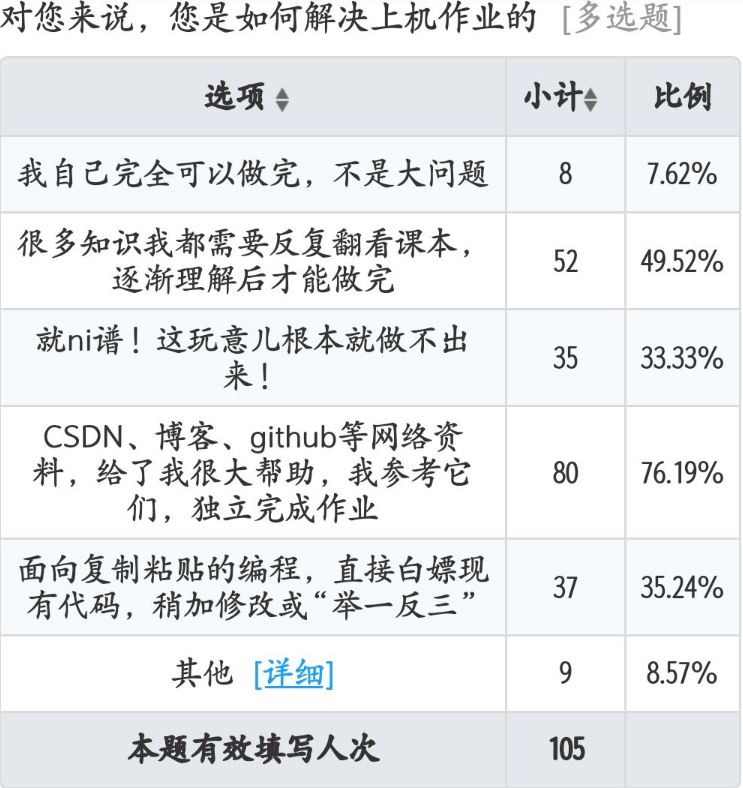 对您来说，您是如何解决上机作业的 [多选题]
选项 小计 比例
我自己完全可以做完，不是大问题 8 7.62%
很多知识我都需要反复翻看课本，
逐渐理解后才能做完 52 49.52%
就ni谱！这玩意儿根本就做不出
来！ 35 33.33%
CSDN、博客、github等网络资
料，给了我很大帮助，我参考它
们，独立完成作业 80 76.19%
面向复制粘贴的编程，直接白嫖现
有代码，稍加修改或“举一反三” 37 35.24%
其他 [详细] 9 8.57%
本题有效填写人次 105